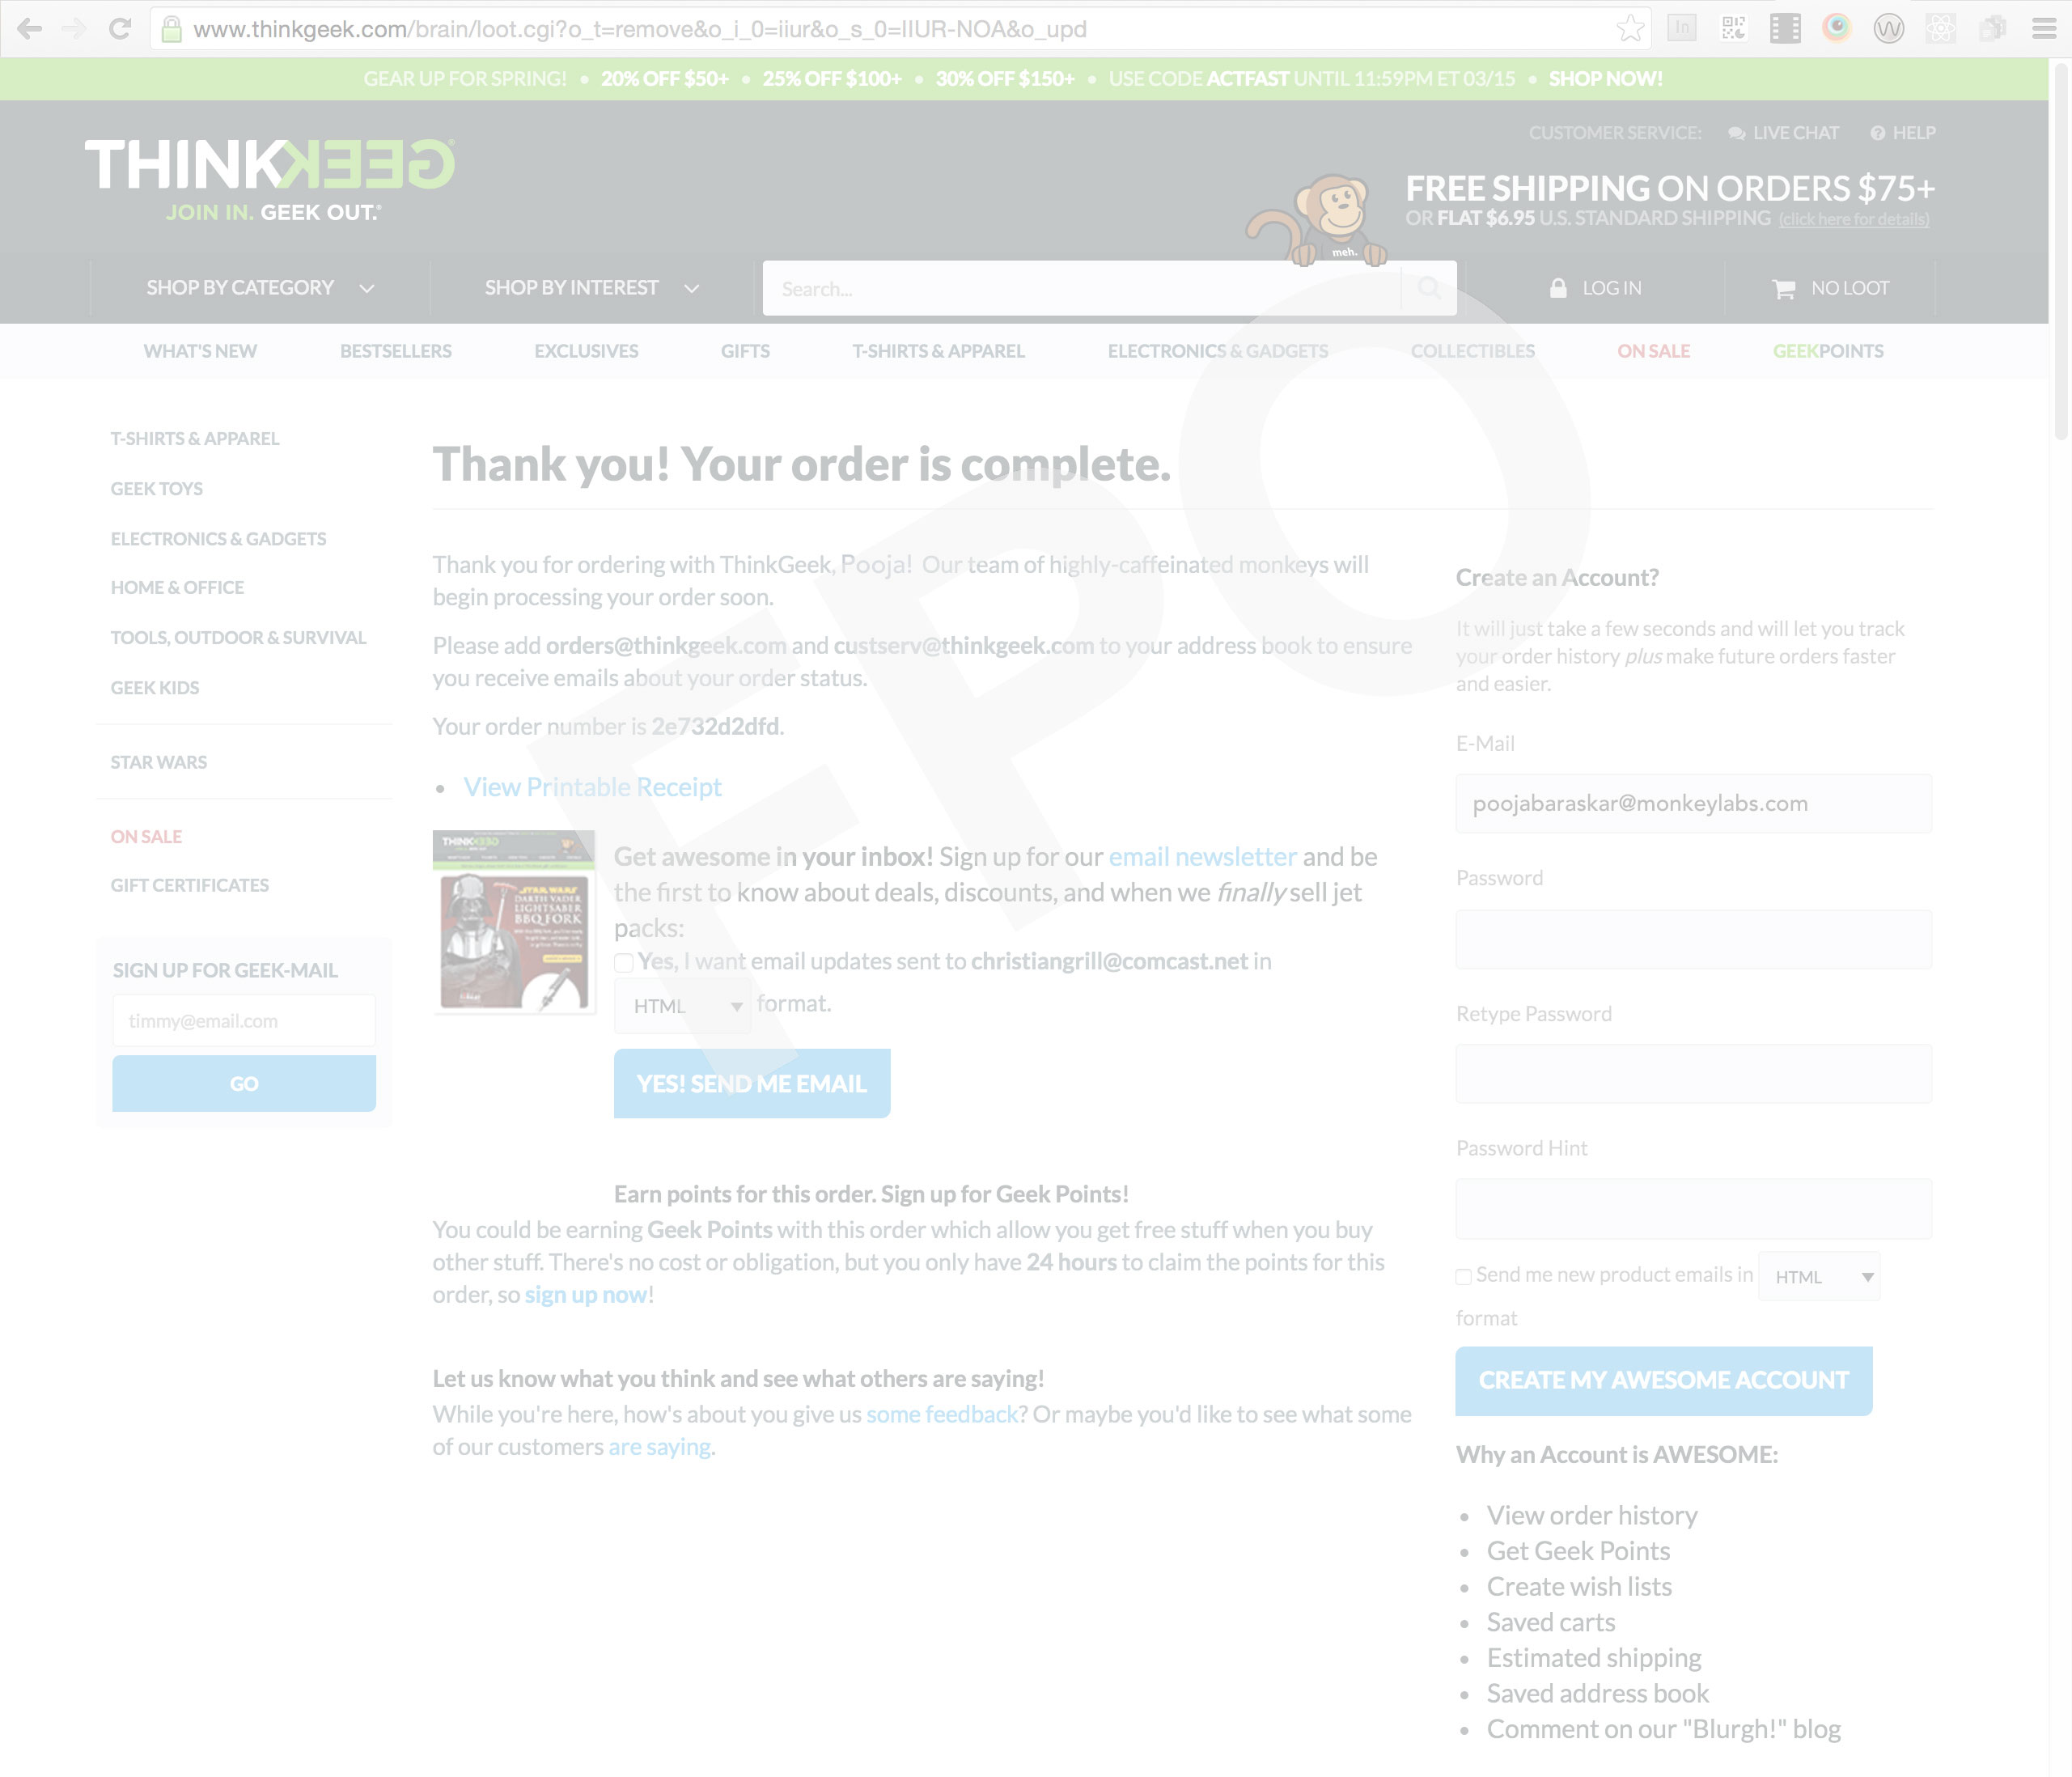 www.thinkgeek.com/brain/loot.cgi?o_t=remove&o_i_0=iiur&o_s_0=IIUR-NOA&o_upd
GEAR UP FOR SPRING! • 20% OFF $50+ • 25% OFF $100+ • 30% OFF $150+ • USE CODE ACTFAST UNTIL 11:59PM ET 03/15 • SHOP NOW!
CUSTOMER SERVICE: LIVE CHAT HELP
THINKGEEK
JOIN IN. GEEK OUT.
FREE SHIPPING ON ORDERS $75+
OR FLAT $6.95 U.S. STANDARD SHIPPING (click here for details)
meh.
SHOP BY CATEGORY SHOP BY INTEREST Search... LOG IN NO LOOT
WHAT'S NEW BESTSELLERS EXCLUSIVES GIFTS T-SHIRTS & APPAREL ELECTRONICS & GADGETS COLLECTIBLES ON SALE GEEKPOINTS
T-SHIRTS & APPAREL
GEEK TOYS
ELECTRONICS & GADGETS
HOME & OFFICE
TOOLS, OUTDOOR & SURVIVAL
GEEK KIDS
STAR WARS
ON SALE
GIFT CERTIFICATES
SIGN UP FOR GEEK-MAIL
timmy@email.com
GO
Thank you! Your order is complete.
Thank you for ordering with ThinkGeek, Pooja! Our team of highly-caffeinated monkeys will
begin processing your order soon.
Please add orders@thinkgeek.com and custserv@thinkgeek.com to your address book to ensure
you receive emails about your order status.
Your order number is 2e732d2dfd.
• View Printable Receipt
THINKGEEK
STAR WARS
DARTH VADER
LIGHTSABER
BBQ FORK
Get awesome in your inbox! Sign up for our email newsletter and be
the first to know about deals, discounts, and when we finally sell jet
packs:
Yes, I want email updates sent to christiangrill@comcast.net in
HTML format.
YES! SEND ME EMAIL
Earn points for this order. Sign up for Geek Points!
You could be earning Geek Points with this order which allow you get free stuff when you buy
other stuff. There's no cost or obligation, but you only have 24 hours to claim the points for this
order, so sign up now!
Let us know what you think and see what others are saying!
While you're here, how's about you give us some feedback? Or maybe you'd like to see what some
of our customers are saying.
Create an Account?
It will just take a few seconds and will let you track
your order history plus make future orders faster
and easier.
E-Mail
poojabaraskar@monkeylabs.com
Password
Retype Password
Password Hint
Send me new product emails in HTML
format
CREATE MY AWESOME ACCOUNT
Why an Account is AWESOME:
• View order history
• Get Geek Points
• Create wish lists
• Saved carts
• Estimated shipping
• Saved address book
• Comment on our "Blurgh!" blog
FPO